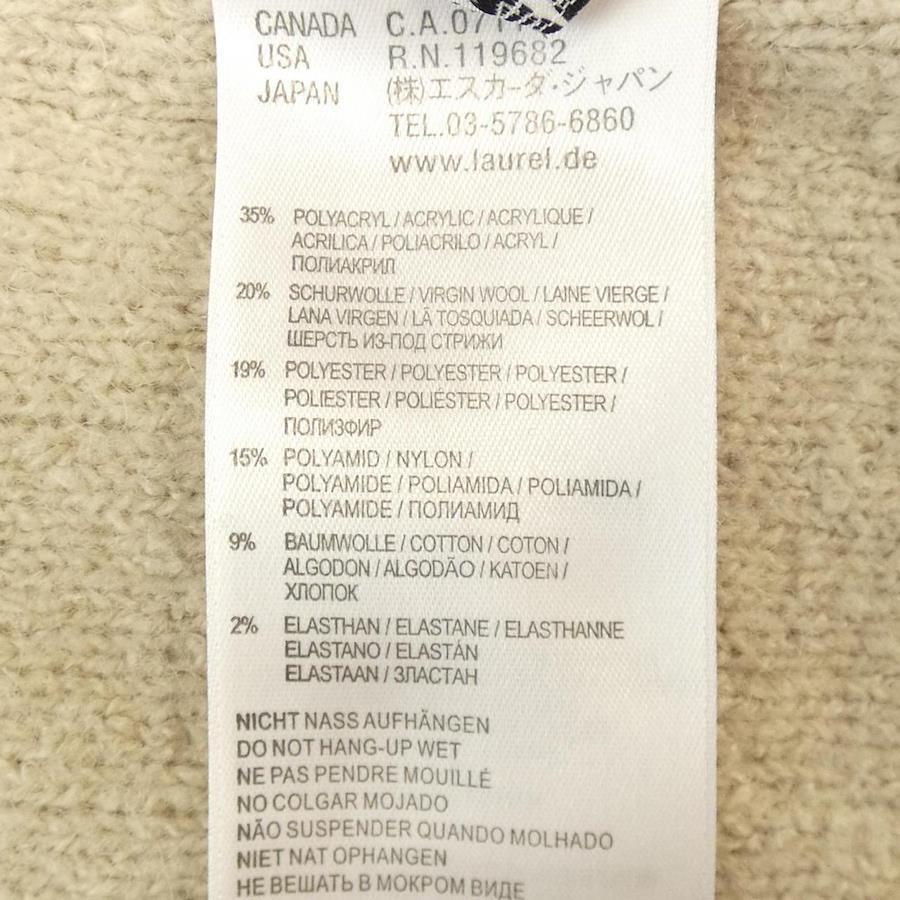 CANADA C.A.
USA R.N.119682
JAPAN (株)エスカーダ・ジャパン
TEL.03-5786-6860
www.laurel.de
35% POLYACRYL / ACRYLIC / ACRYLIQUE /
ACRILICA / POLIACRILO / ACRYL /
ПОЛИАКРИЛ
20% SCHURWOLLE / VIRGIN WOOL / LAINE VIERGE /
LANA VIRGEN / LÃ TOSQUIADA / SCHEERWOL /
ШЕРСТЬ ИЗ-ПОД СТРИЖИ
19% POLYESTER / POLYESTER / POLYESTER /
POLIESTER / POLIÉSTER / POLYESTER /
ПОЛИЗФИР
15% POLYAMID / NYLON /
POLYAMIDE / POLIAMIDA / POLIAMIDA /
POLYAMIDE / ПОЛИАМИД
9% BAUMWOLLE / COTTON / COTON /
ALGODON / ALGODÃO / KATOEN /
ХЛОПОК
2% ELASTHAN / ELASTANE / ELASTHANNE
ELASTANO / ELASTÁN
ELASTAAN / ЗЛАСТАН
NICHT NASS AUFHÄNGEN
DO NOT HANG-UP WET
NE PAS PENDRE MOUILLÉ
NO COLGAR MOJADO
NÃO SUSPENDER QUANDO MOLHADO
NIET NAT OPHANGEN
НЕ ВЕШАТЬ В МОКРОМ ВИДЕ